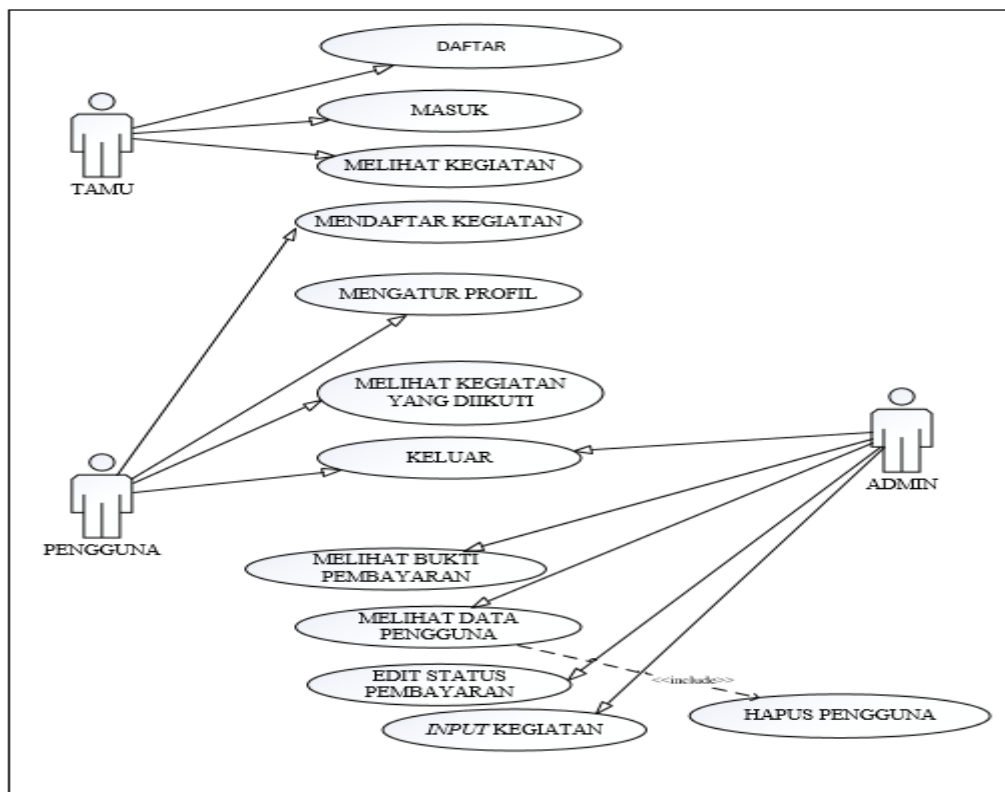 DAFTAR
MASUK
TAMU
MELIHAT KEGIATAN
MENDAFTAR KEGIATAN
MENGATUR PROFIL
MELIHAT KEGIATAN
YANG DIIKUTI
KELUAR
ADMIN
PENGGUNA
MELIHAT BUKTI
PEMBAYARAN
MELIHAT DATA
PENGGUNA
EDIT STATUS
PEMBAYARAN
<<include>>
HAPUS PENGGUNA
INPUT KEGIATAN